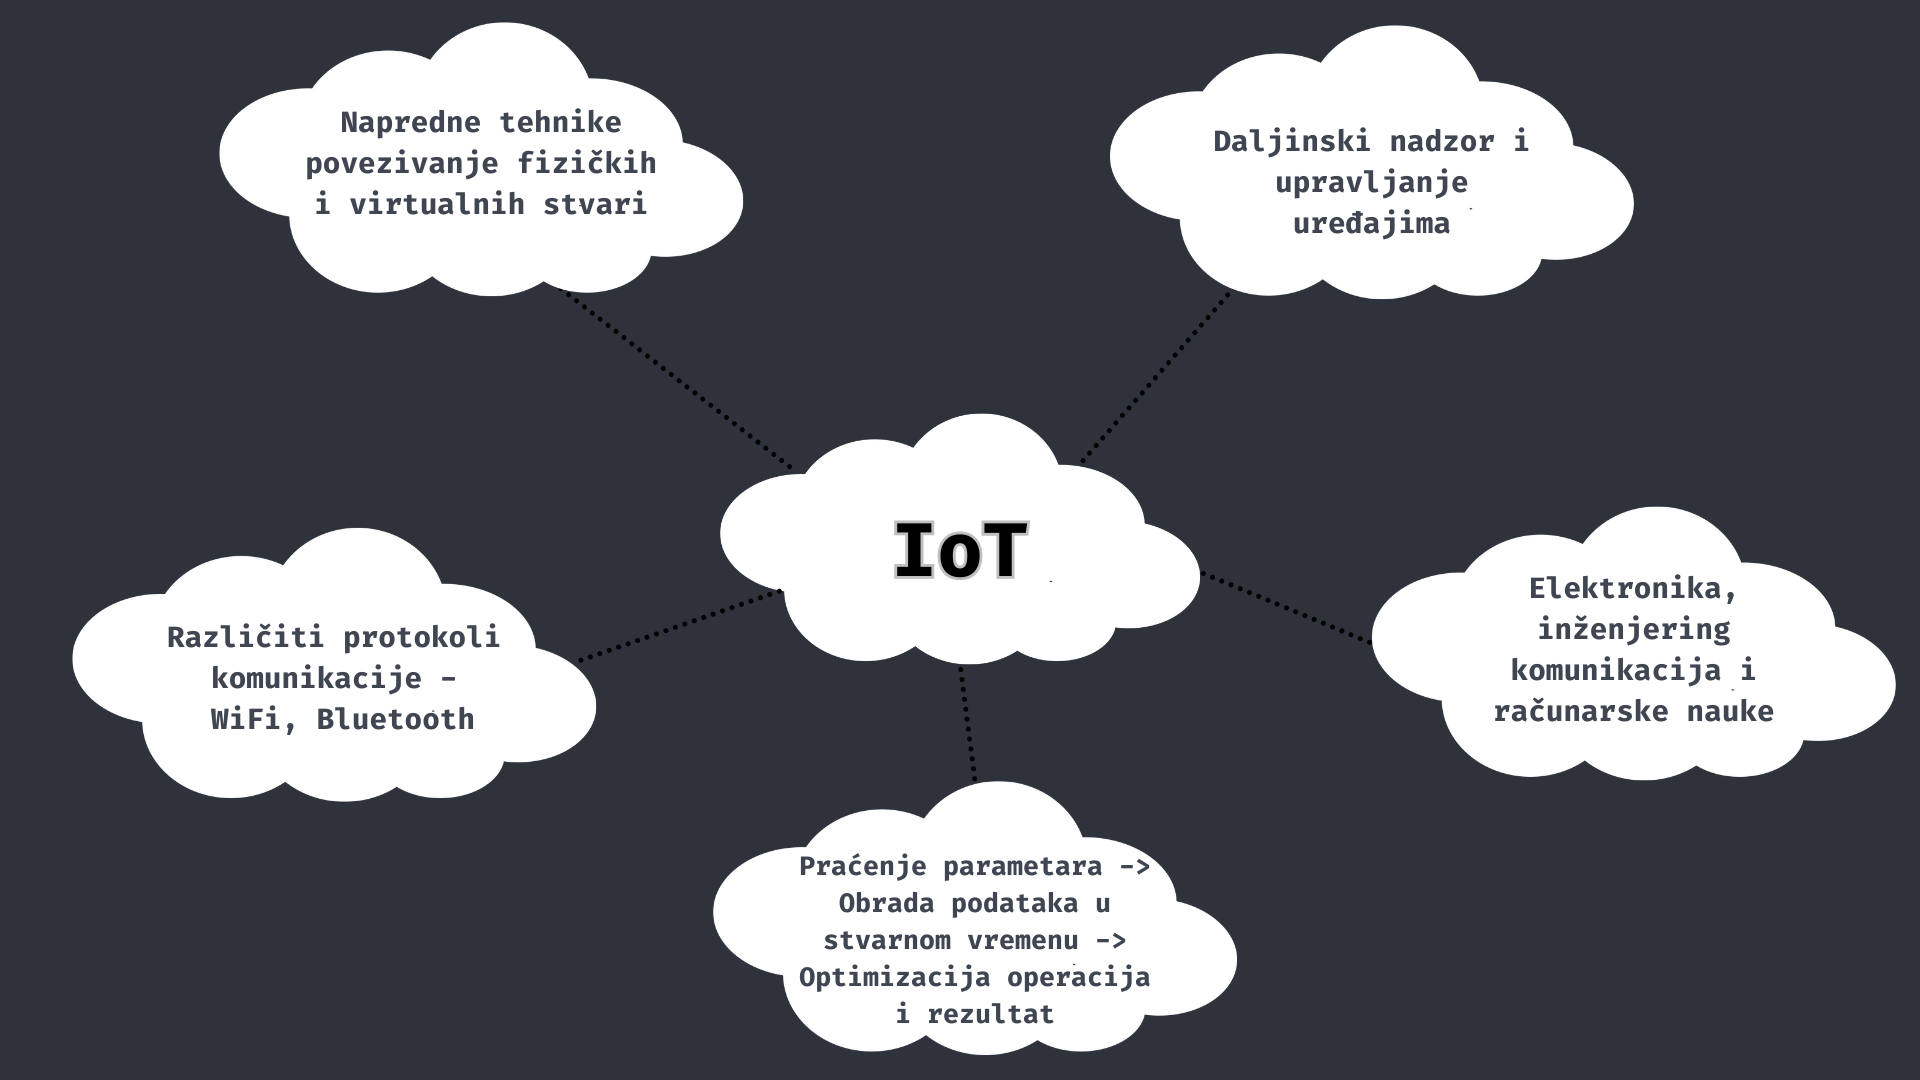 Napredne tehnike
povezivanje fizičkih
i virtualnih stvari
Daljinski nadzor i
upravljanje
uređajima
IoT
Različiti protokoli
komunikacije –
WiFi, Bluetooth
Elektronika,
inženjering
komunikacija i
računarske nauke
Praćenje parametara –>
Obrada podataka u
stvarnom vremenu –>
Optimizacija operacija
i rezultat